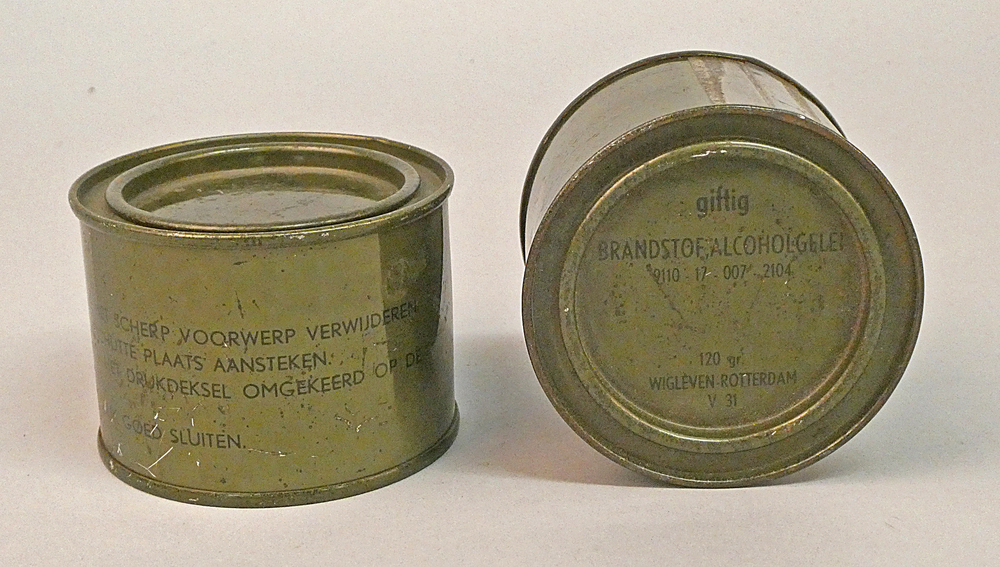 SCHERP VOORWERP VERWIJDEREN
PLAATS AANSTEKEN.
DRUKDEKSEL OMGEKEERD OP DE
GOED SLUITEN.
giftig
BRANDSTOF, ALCOHOLGELEI
9110 - 17 - 007 - 2104
120 gr.
WIGLEVEN-ROTTERDAM
V 31